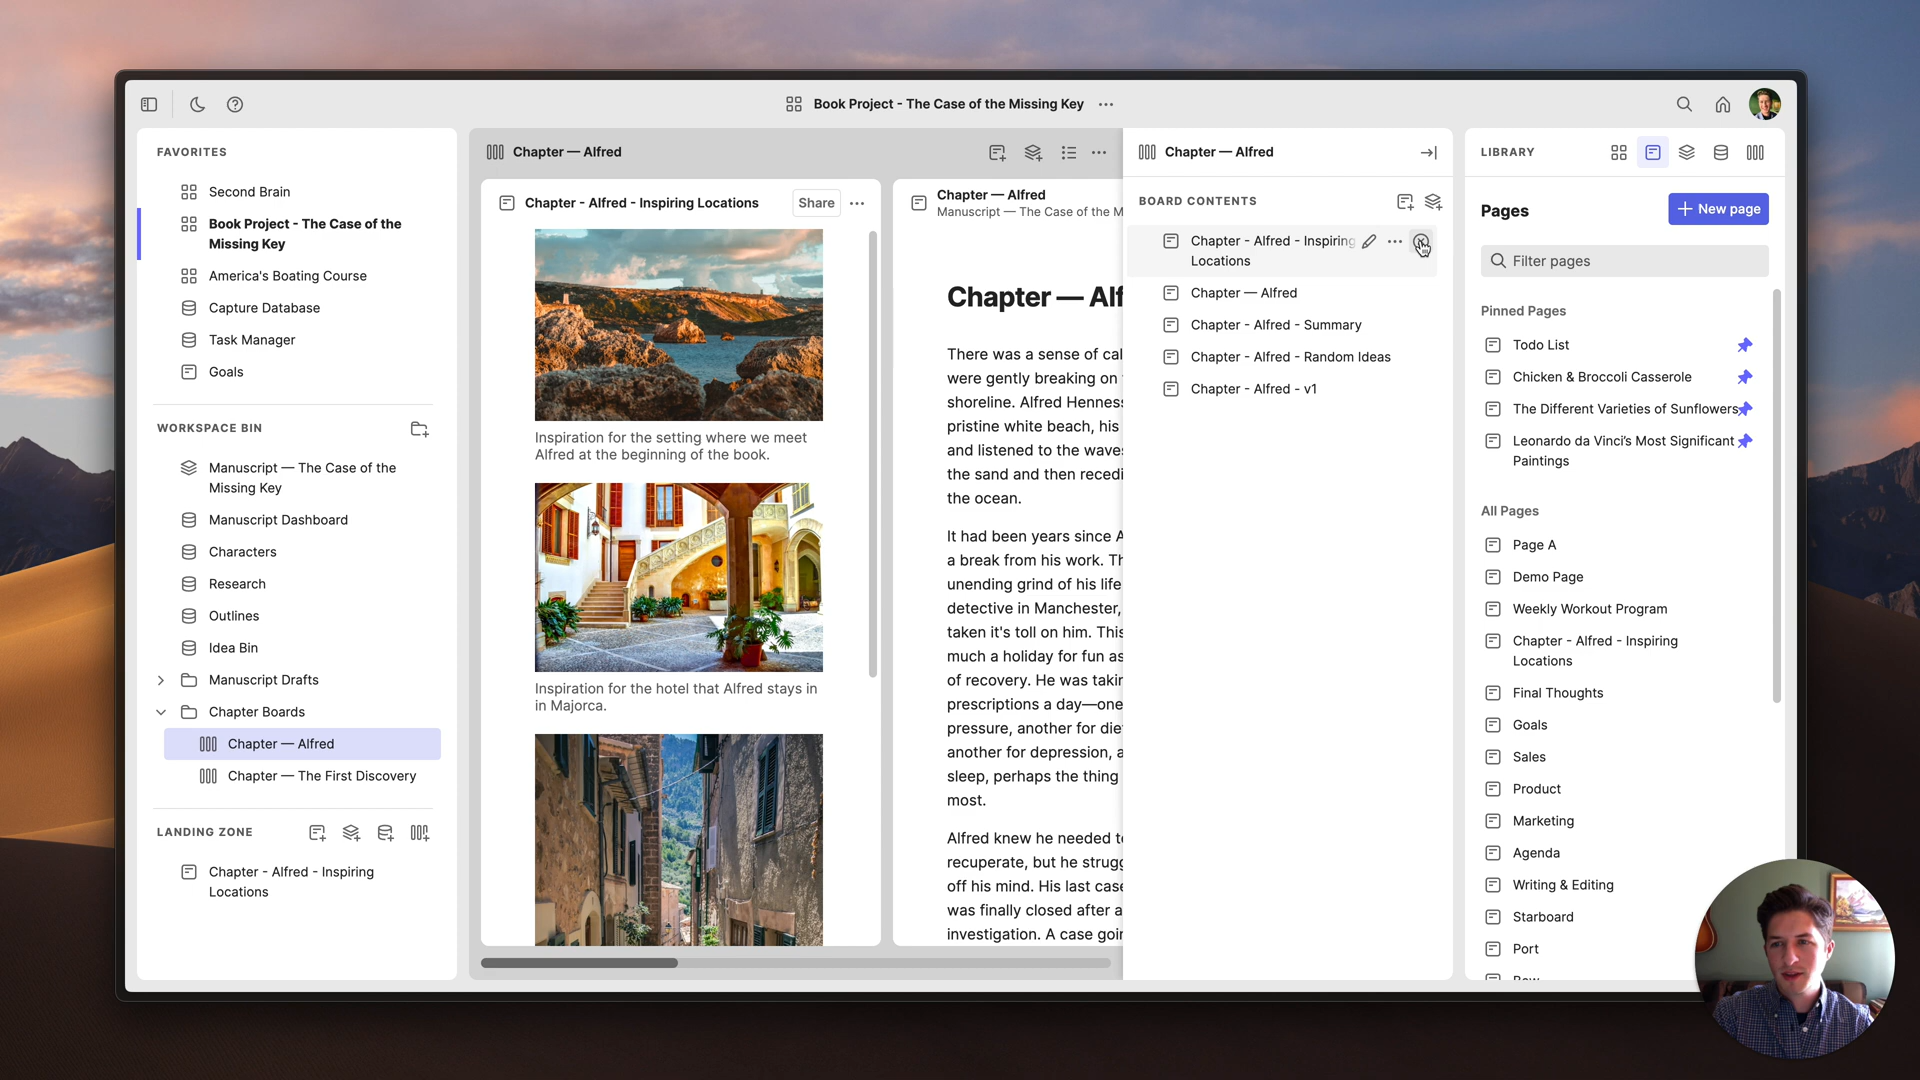 Book Project - The Case of the Missing Key
FAVORITES
Second Brain
Book Project - The Case of the
Missing Key
America's Boating Course
Capture Database
Task Manager
Goals
WORKSPACE BIN
Manuscript — The Case of the
Missing Key
Manuscript Dashboard
Characters
Research
Outlines
Idea Bin
Manuscript Drafts
Chapter Boards
Chapter — Alfred
Chapter — The First Discovery
LANDING ZONE
Chapter - Alfred - Inspiring
Locations
Chapter — Alfred
Chapter - Alfred - Inspiring Locations
Share
Inspiration for the setting where we meet
Alfred at the beginning of the book.
Inspiration for the hotel that Alfred stays in
in Majorca.
Chapter — Alfred
Manuscript — The Case of the M
Chapter — Alf
There was a sense of cal
were gently breaking on
shoreline. Alfred Henness
pristine white beach, his
and listened to the waves
the sand and then recedi
the ocean.
It had been years since A
a break from his work. Th
unending grind of his life
detective in Manchester,
taken it's toll on him. This
much a holiday for fun as
of recovery. He was takin
prescriptions a day—one
pressure, another for die
another for depression, a
sleep, perhaps the thing
most.
Alfred knew he needed to
recuperate, but he strugg
off his mind. His last case
was finally closed after a
investigation. A case goin
Chapter — Alfred
BOARD CONTENTS
Chapter - Alfred - Inspiring
Locations
Chapter — Alfred
Chapter - Alfred - Summary
Chapter - Alfred - Random Ideas
Chapter - Alfred - v1
LIBRARY
Pages
New page
Filter pages
Pinned Pages
Todo List
Chicken & Broccoli Casserole
The Different Varieties of Sunflowers
Leonardo da Vinci's Most Significant
Paintings
All Pages
Page A
Demo Page
Weekly Workout Program
Chapter - Alfred - Inspiring
Locations
Final Thoughts
Goals
Sales
Product
Marketing
Agenda
Writing & Editing
Starboard
Port